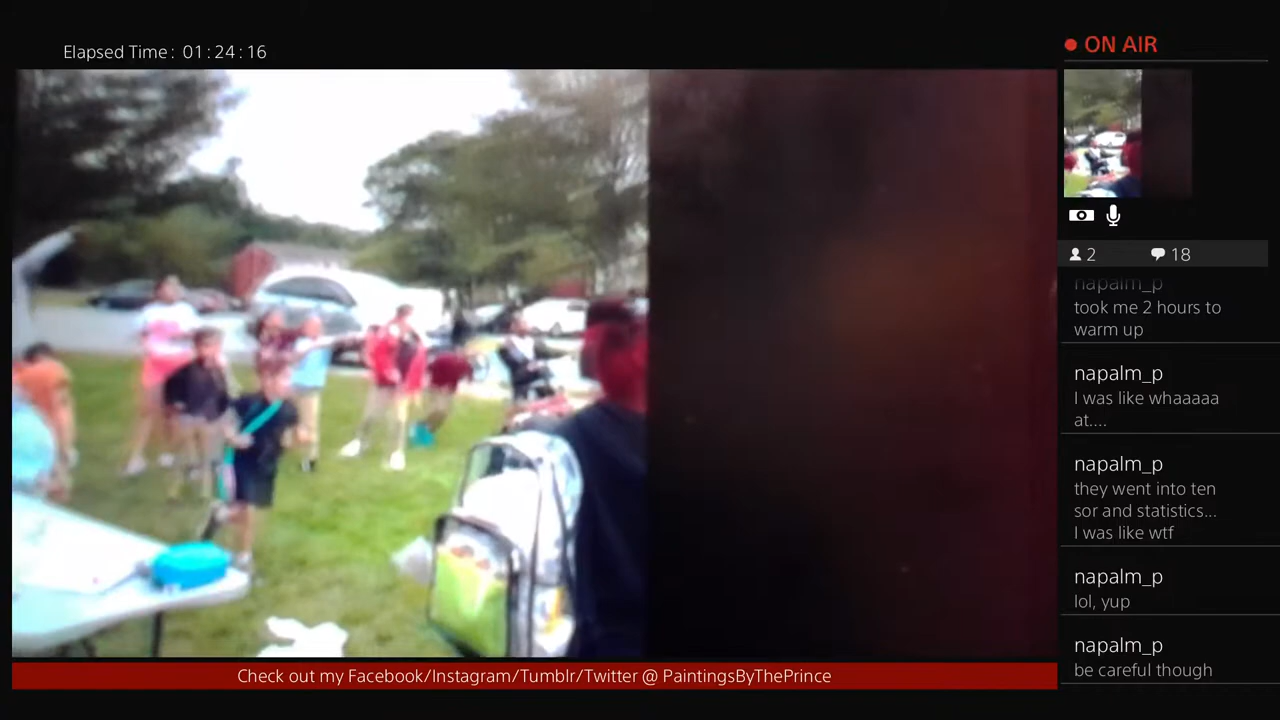 Elapsed Time: 01:24:16
ON AIR
2 18
napalm_p
took me 2 hours to
warm up
napalm_p
I was like whaaaaa
at....
napalm_p
they went into ten
sor and statistics...
I was like wtf
napalm_p
lol, yup
napalm_p
be careful though
Check out my Facebook/Instagram/Tumblr/Twitter @ PaintingsByThePrince